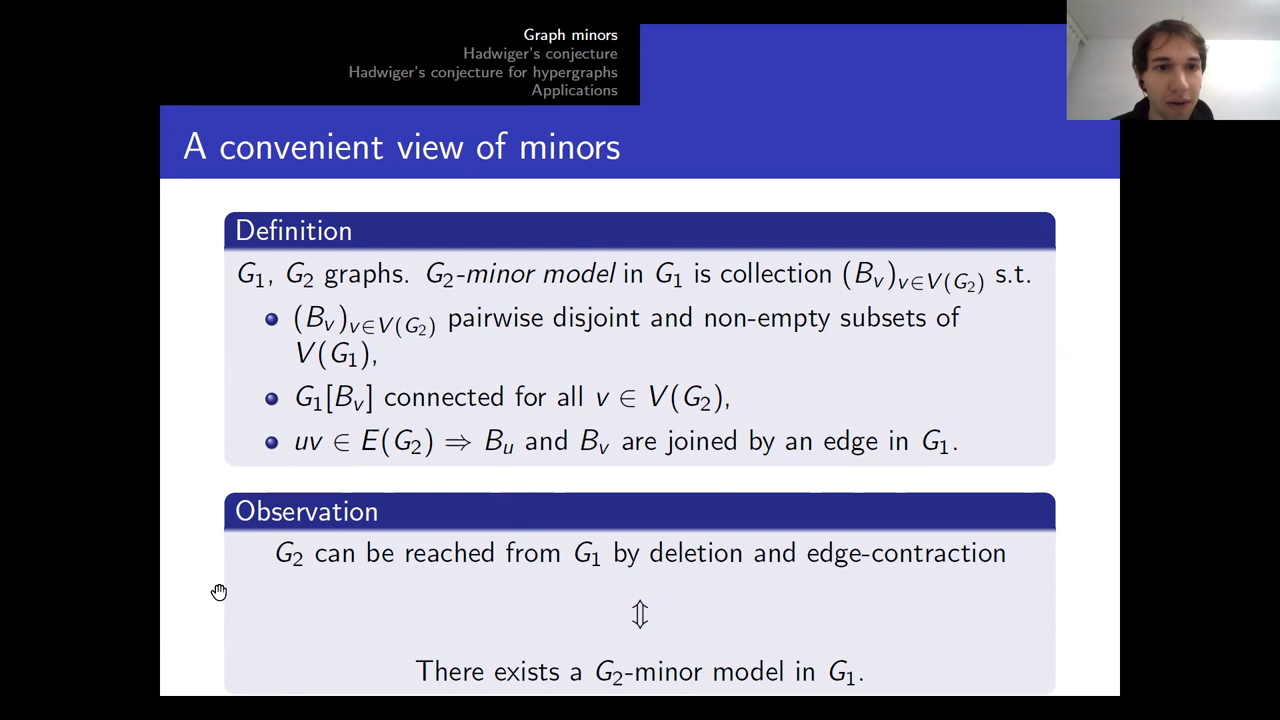 Graph minors
Hadwiger's conjecture
Hadwiger's conjecture for hypergraphs
Applications
A convenient view of minors
Definition
G₁, G₂ graphs. G₂-minor model in G₁ is collection (Bᵥ)ᵥ∈V(G₂) s.t.
(Bᵥ)ᵥ∈V(G₂) pairwise disjoint and non-empty subsets of
V(G₁),
G₁[Bᵥ] connected for all v ∈ V(G₂),
uv ∈ E(G₂) ⇒ Bᵤ and Bᵥ are joined by an edge in G₁.
Observation
G₂ can be reached from G₁ by deletion and edge-contraction
⇕
There exists a G₂-minor model in G₁.